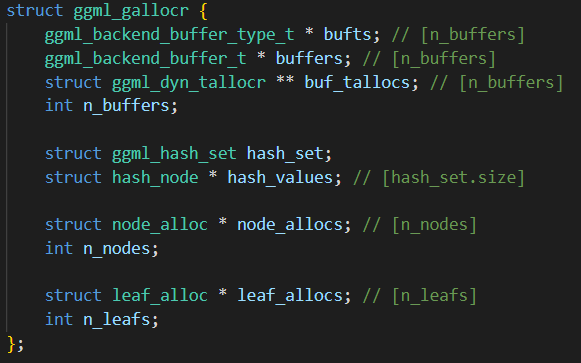 struct ggml_gallocr {
    ggml_backend_buffer_type_t * bufts; // [n_buffers]
    ggml_backend_buffer_t * buffers; // [n_buffers]
    struct ggml_dyn_tallocr ** buf_tallocs; // [n_buffers]
    int n_buffers;

    struct ggml_hash_set hash_set;
    struct hash_node * hash_values; // [hash_set.size]

    struct node_alloc * node_allocs; // [n_nodes]
    int n_nodes;

    struct leaf_alloc * leaf_allocs; // [n_leafs]
    int n_leafs;
};